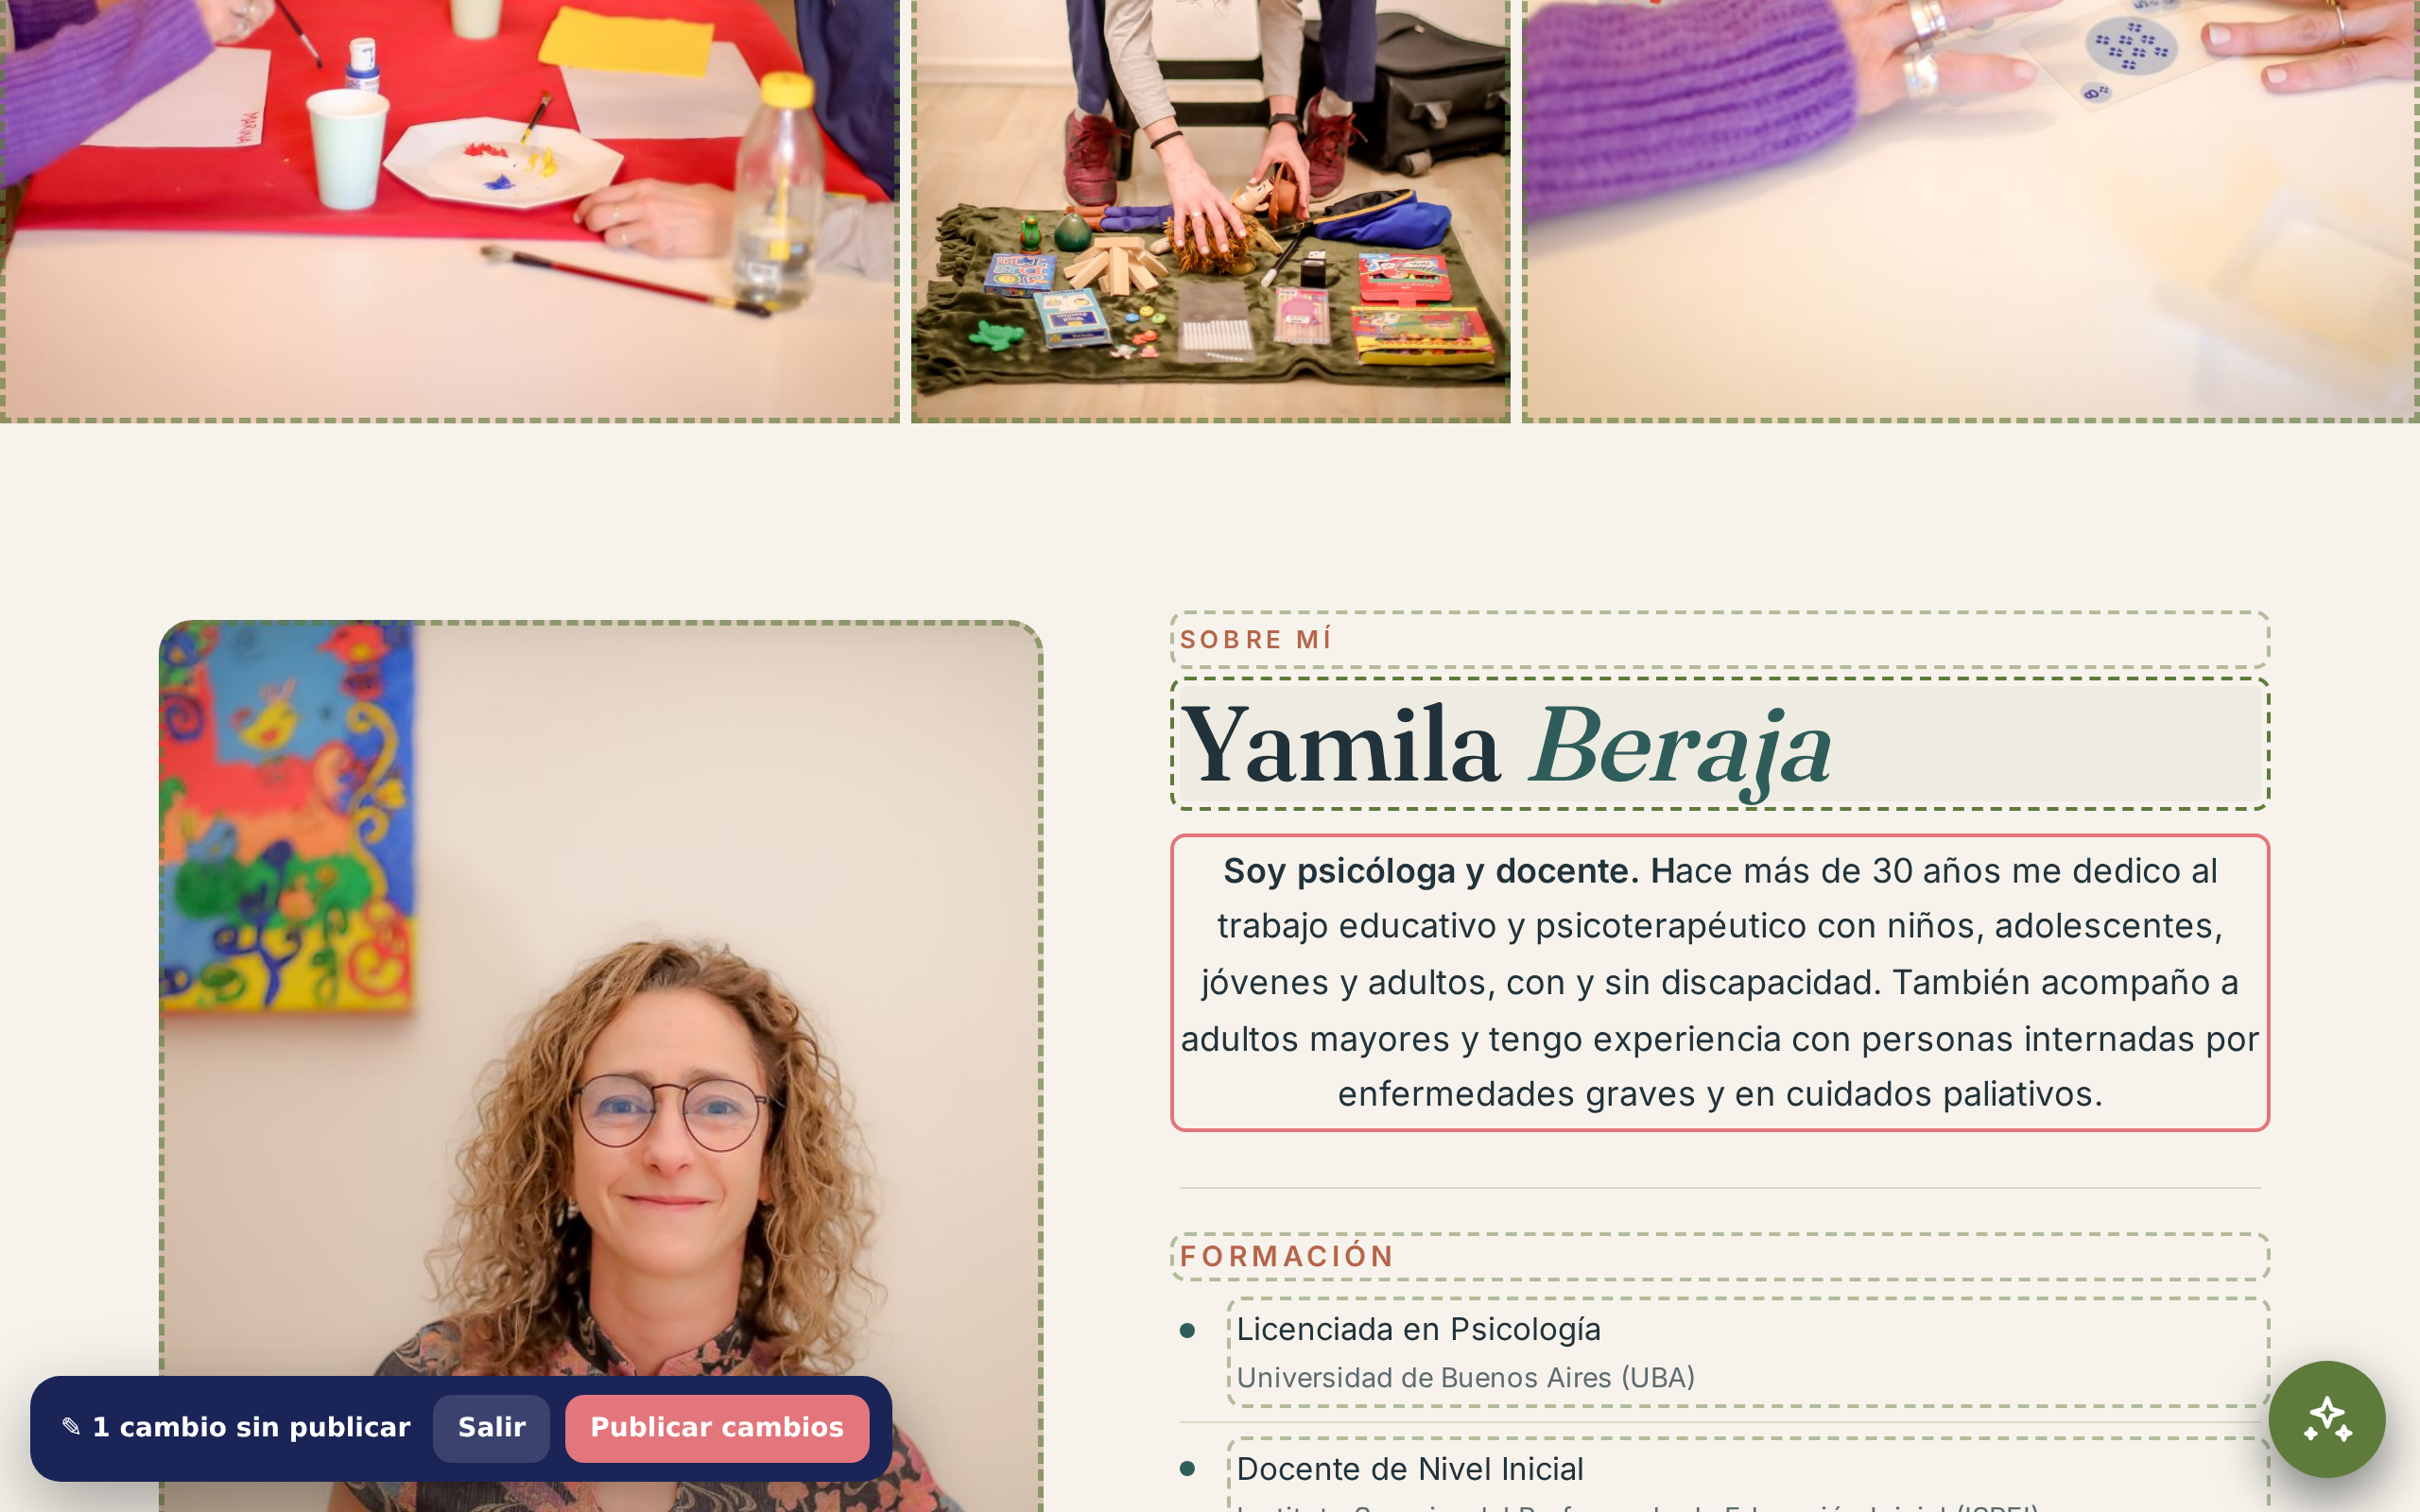 MARINA
8
SOBRE MÍ
Yamila Beraja
Soy psicóloga y docente. Hace más de 30 años me dedico al
trabajo educativo y psicoterapéutico con niños, adolescentes,
jóvenes y adultos, con y sin discapacidad. También acompaño a
adultos mayores y tengo experiencia con personas internadas por
enfermedades graves y en cuidados paliativos.
FORMACIÓN
Licenciada en Psicología
Universidad de Buenos Aires (UBA)
✎ 1 cambio sin publicar
Salir
Publicar cambios
Docente de Nivel Inicial